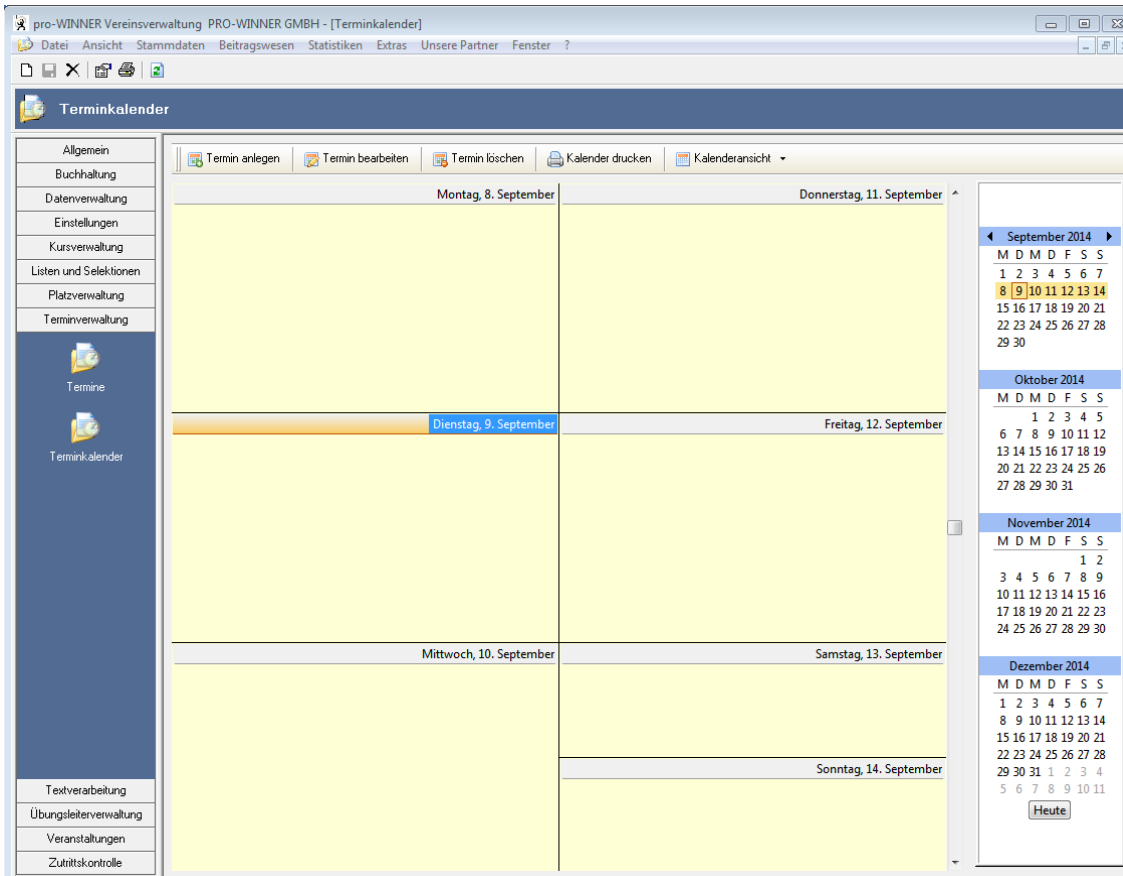 pro-WINNER Vereinsverwaltung PRO-WINNER GMBH - [Terminkalender]
Datei Ansicht Stammdaten Beitragswesen Statistiken Extras Unsere Partner Fenster ?
Terminkalender
Allgemein
Buchhaltung
Datenverwaltung
Einstellungen
Kursverwaltung
Listen und Selektionen
Platzverwaltung
Terminverwaltung
Termine
Terminkalender
Textverarbeitung
Übungsleiterverwaltung
Veranstaltungen
Zutrittskontrolle
Termin anlegen Termin bearbeiten Termin löschen Kalender drucken Kalenderansicht
Montag, 8. September
Dienstag, 9. September
Mittwoch, 10. September
Donnerstag, 11. September
Freitag, 12. September
Samstag, 13. September
Sonntag, 14. September
September 2014
M D M D F S S
1 2 3 4 5 6 7
8 9 10 11 12 13 14
15 16 17 18 19 20 21
22 23 24 25 26 27 28
29 30
Oktober 2014
M D M D F S S
1 2 3 4 5
6 7 8 9 10 11 12
13 14 15 16 17 18 19
20 21 22 23 24 25 26
27 28 29 30 31
November 2014
M D M D F S S
1 2
3 4 5 6 7 8 9
10 11 12 13 14 15 16
17 18 19 20 21 22 23
24 25 26 27 28 29 30
Dezember 2014
M D M D F S S
1 2 3 4 5 6 7
8 9 10 11 12 13 14
15 16 17 18 19 20 21
22 23 24 25 26 27 28
29 30 31 1 2 3 4
5 6 7 8 9 10 11
Heute